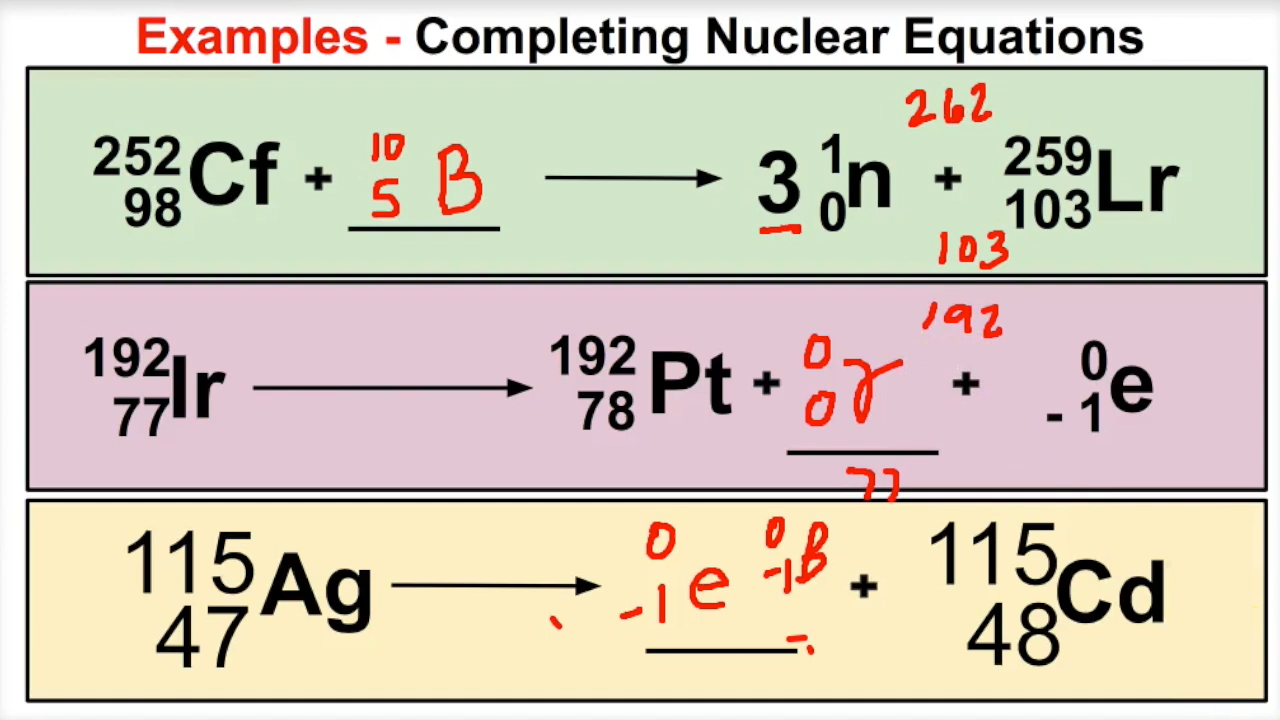 Examples - Completing Nuclear Equations
262
252 98 Cf + 10 5 B → 3 1 0 n + 259 103 Lr
103
192
192 77 Ir → 192 78 Pt + 0 0 γ + 0 -1 e
77
115 47 Ag → 0 -1 e 0 -1 β + 115 48 Cd